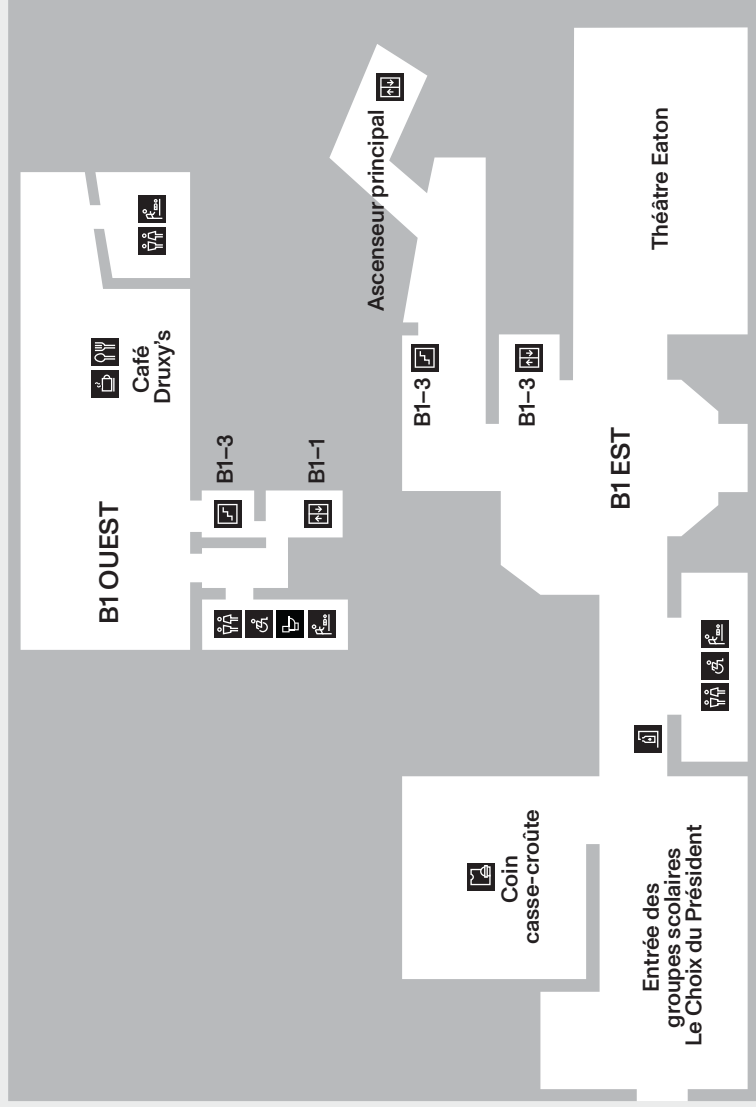 B1 OUEST
Café
Druxy's
B1–3
B1–1
Ascenseur principal
B1–3
B1–3
B1 EST
Théâtre Eaton
Coin
casse-croûte
Entrée des
groupes scolaires
Le Choix du Président